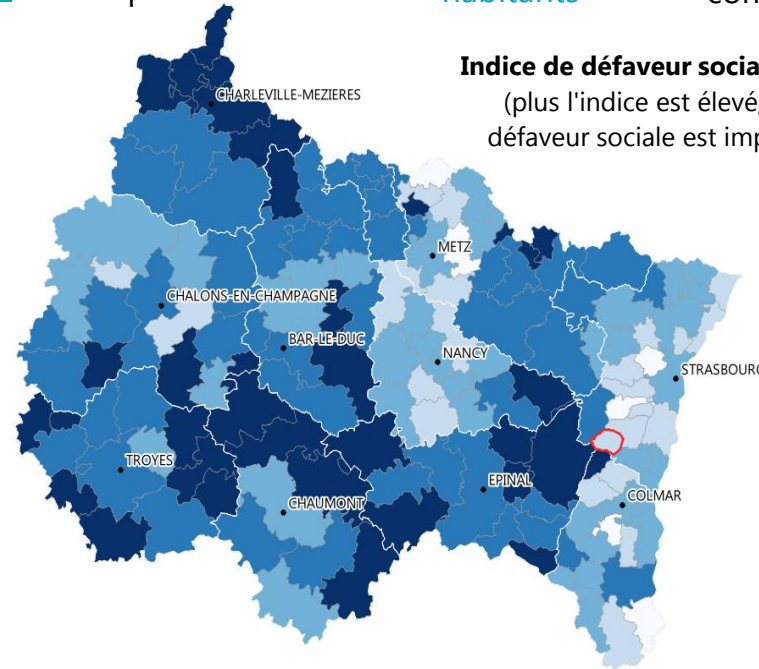 Indice de défaveur socia
(plus l'indice est élevé,
défaveur sociale est imp
CHARLEVILLE-MEZIERES
METZ
CHALONS-EN-CHAMPAGNE
BAR-LE-DUC
NANCY
STRASBOURG
TROYES
EPINAL
CHAUMONT
COLMAR